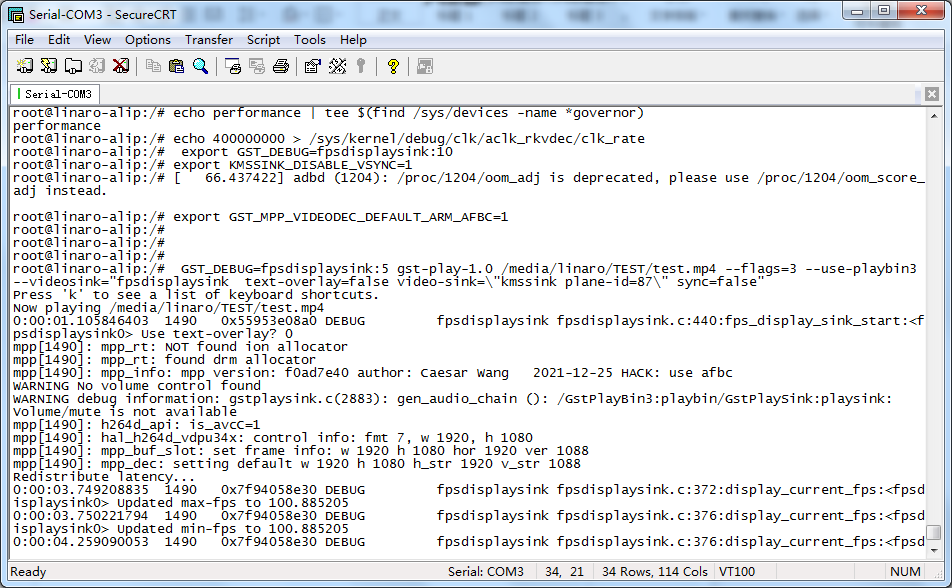 Serial-COM3 - SecureCRT
File Edit View Options Transfer Script Tools Help
Serial-COM3
root@linaro-alip:/# echo performance | tee $(find /sys/devices -name *governor)
performance
root@linaro-alip:/# echo 400000000 > /sys/kernel/debug/clk/aclk_rkvdec/clk_rate
root@linaro-alip:/#  export GST_DEBUG=fpsdisplaysink:10
root@linaro-alip:/# export KMSSINK_DISABLE_VSYNC=1
root@linaro-alip:/# [   66.437422] adbd (1204): /proc/1204/oom_adj is deprecated, please use /proc/1204/oom_score_
adj instead.
root@linaro-alip:/# export GST_MPP_VIDEODEC_DEFAULT_ARM_AFBC=1
root@linaro-alip:/#
root@linaro-alip:/#
root@linaro-alip:/#
root@linaro-alip:/#  GST_DEBUG=fpsdisplaysink:5 gst-play-1.0 /media/linaro/TEST/test.mp4 --flags=3 --use-playbin3
--videosink="fpsdisplaysink  text-overlay=false video-sink=\"kmssink plane-id=87\" sync=false"
Press 'k' to see a list of keyboard shortcuts.
Now playing /media/linaro/TEST/test.mp4
0:00:01.105846403  1490   0x55953e08a0 DEBUG         fpsdisplaysink fpsdisplaysink.c:440:fps_display_sink_start:<f
psdisplaysink0> Use text-overlay? 0
mpp[1490]: mpp_rt: NOT found ion allocator
mpp[1490]: mpp_rt: found drm allocator
mpp[1490]: mpp_info: mpp version: f0ad7e40 author: Caesar Wang   2021-12-25 HACK: use afbc
WARNING No volume control found
WARNING debug information: gstplaysink.c(2883): gen_audio_chain (): /GstPlayBin3:playbin/GstPlaySink:playsink:
Volume/mute is not available
mpp[1490]: h264d_api: is_avcC=1
mpp[1490]: hal_h264d_vdpu34x: control info: fmt 7, w 1920, h 1080
mpp[1490]: mpp_buf_slot: set frame info: w 1920 h 1080 hor 1920 ver 1088
mpp[1490]: mpp_dec: setting default w 1920 h 1080 h_str 1920 v_str 1088
Redistribute latency...
0:00:03.749208835  1490   0x7f94058e30 DEBUG         fpsdisplaysink fpsdisplaysink.c:372:display_current_fps:<fpsd
isplaysink0> Updated max-fps to 100.885205
0:00:03.750221794  1490   0x7f94058e30 DEBUG         fpsdisplaysink fpsdisplaysink.c:376:display_current_fps:<fpsd
isplaysink0> Updated min-fps to 100.885205
0:00:04.259090053  1490   0x7f94058e30 DEBUG         fpsdisplaysink fpsdisplaysink.c:376:display_current_fps:<fpsd
Ready Serial: COM3 34, 21 34 Rows, 114 Cols VT100 NUM